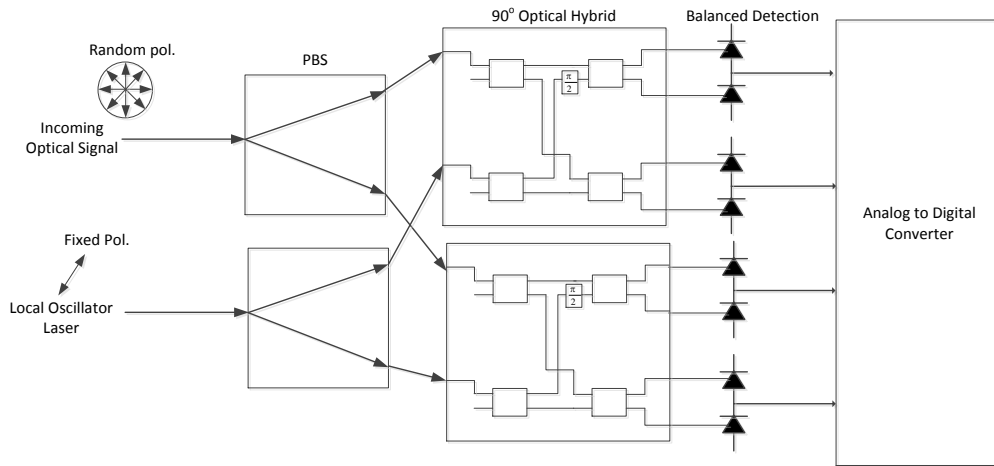 90° Optical Hybrid
Balanced Detection
Random pol.
PBS
π
2
Incoming
Optical Signal
Analog to Digital
Converter
Fixed Pol.
π
2
Local Oscillator
Laser